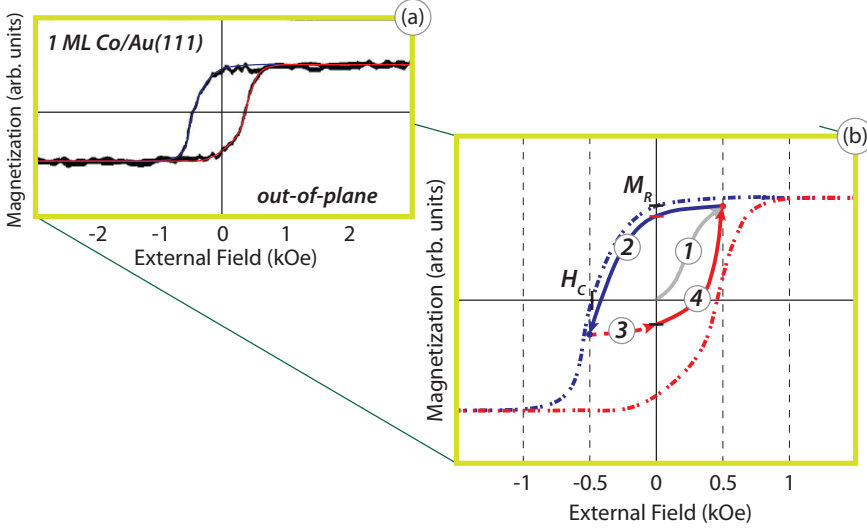 (a)
1 ML Co/Au(111)
out-of-plane
Magnetization (arb. units)
-2 -1 0 1 2
External Field (kOe)
(b)
M_R
H_C
1
2
3
4
Magnetization (arb. units)
-1 -0.5 0 0.5 1
External Field (kOe)